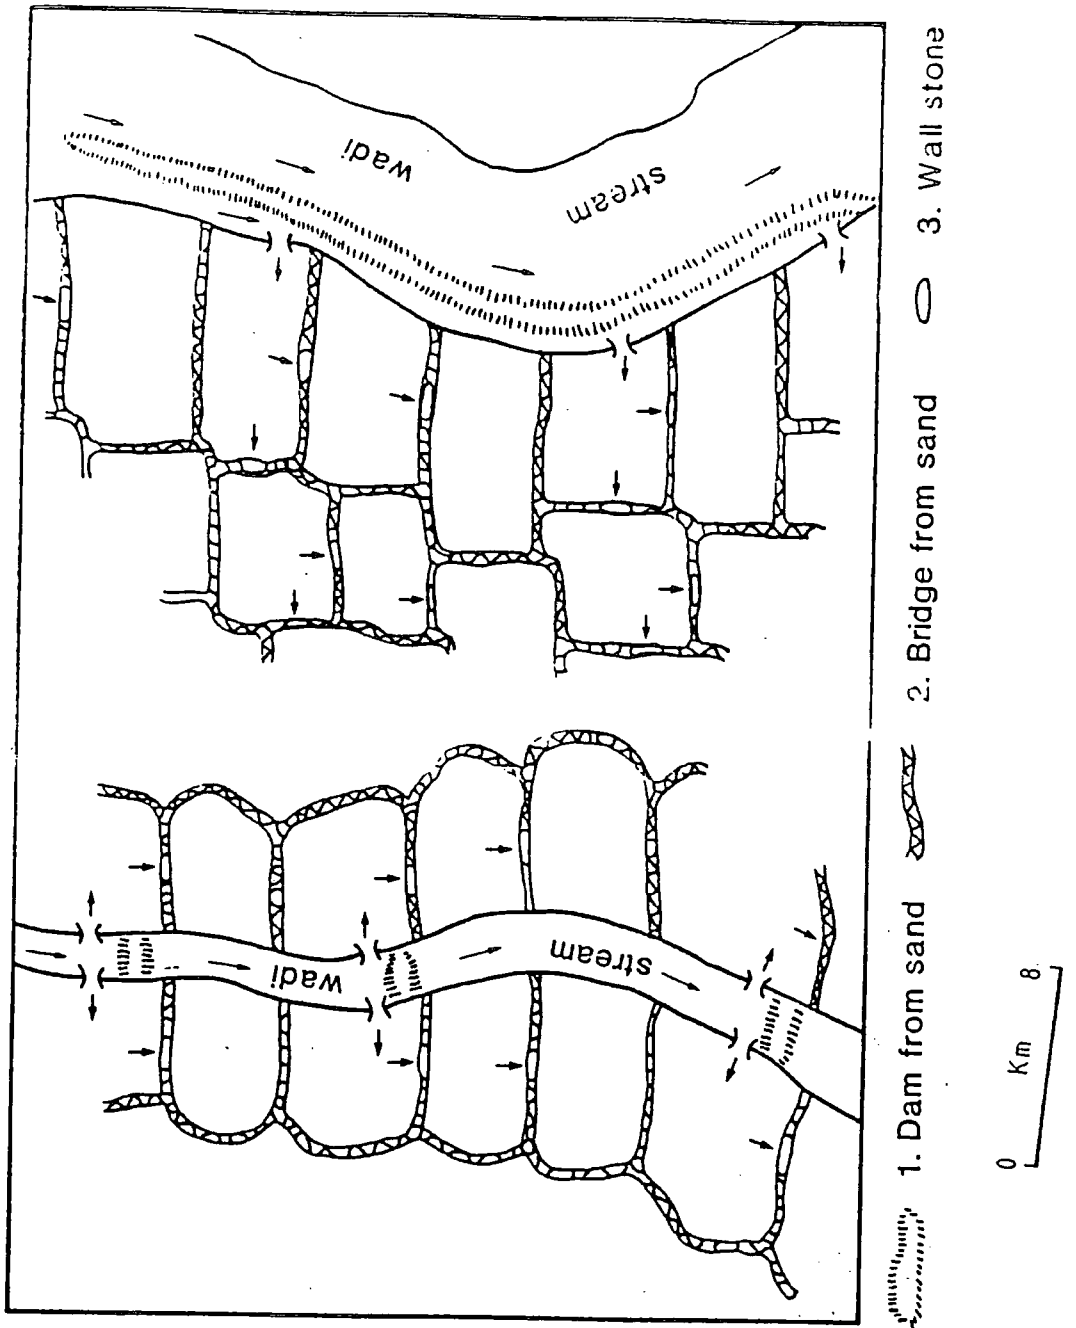 wadi
stream
wadi
stream
1. Dam from sand
2. Bridge from sand
3. Wall stone
0 Km 8